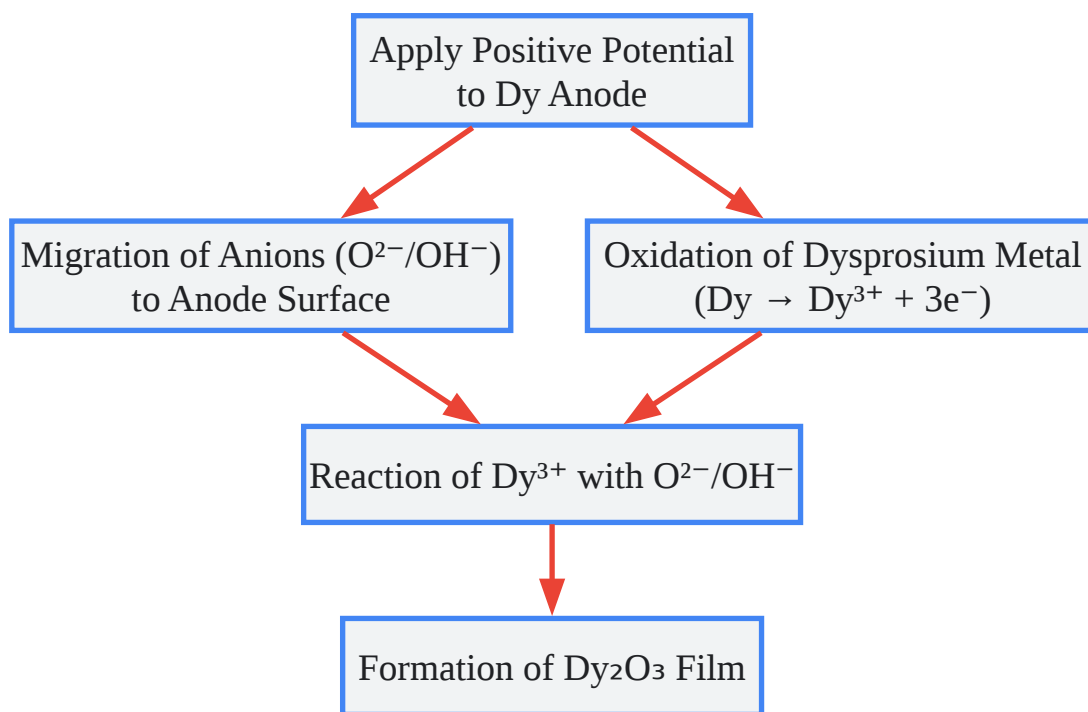 Apply Positive Potential
to Dy Anode
Migration of Anions (O²⁻/OH⁻)
to Anode Surface
Oxidation of Dysprosium Metal
(Dy → Dy³⁺ + 3e⁻)
Reaction of Dy³⁺ with O²⁻/OH⁻
Formation of Dy₂O₃ Film